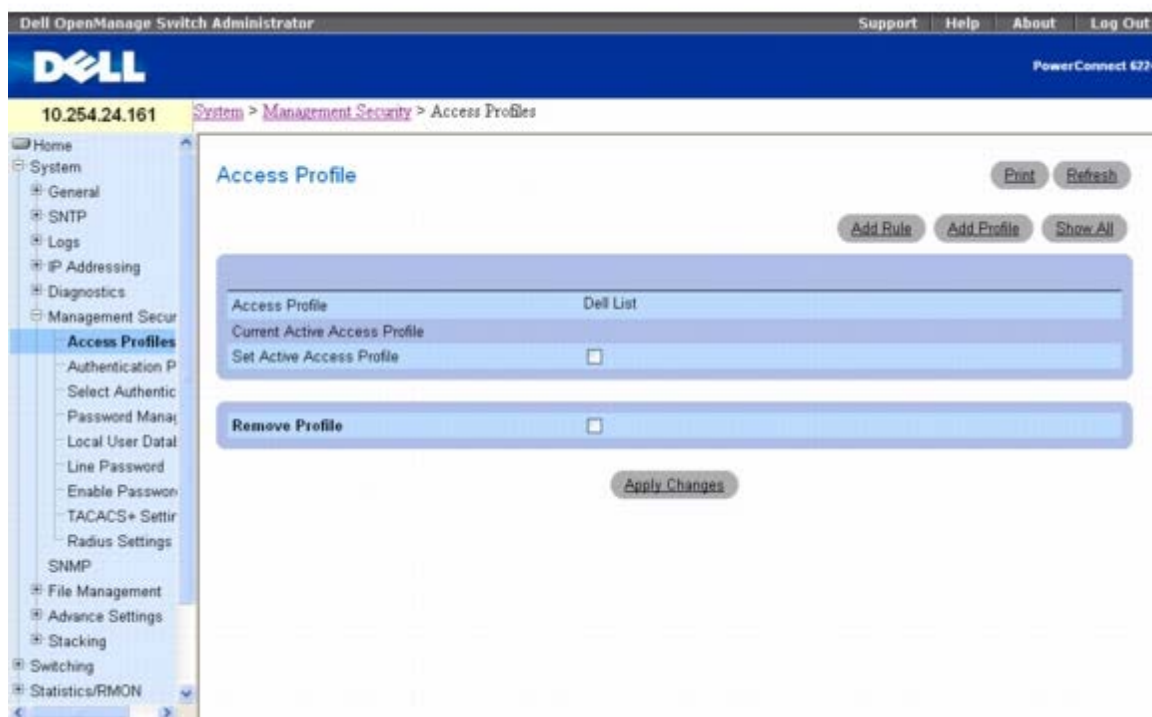 Dell OpenManage Switch Administrator Support Help About Log Out
DELL
PowerConnect 622
10.254.24.161
System > Management Security > Access Profiles
Home
System
General
SNTP
Logs
IP Addressing
Diagnostics
Management Secur
Access Profiles
Authentication P
Select Authentic
Password Manag
Local User Datab
Line Password
Enable Passwor
TACACS+ Settin
Radius Settings
SNMP
File Management
Advance Settings
Stacking
Switching
Statistics/RMON
Access Profile
Print Refresh
Add Rule Add Profile Show All
Access Profile Dell List
Current Active Access Profile
Set Active Access Profile
Remove Profile
Apply Changes